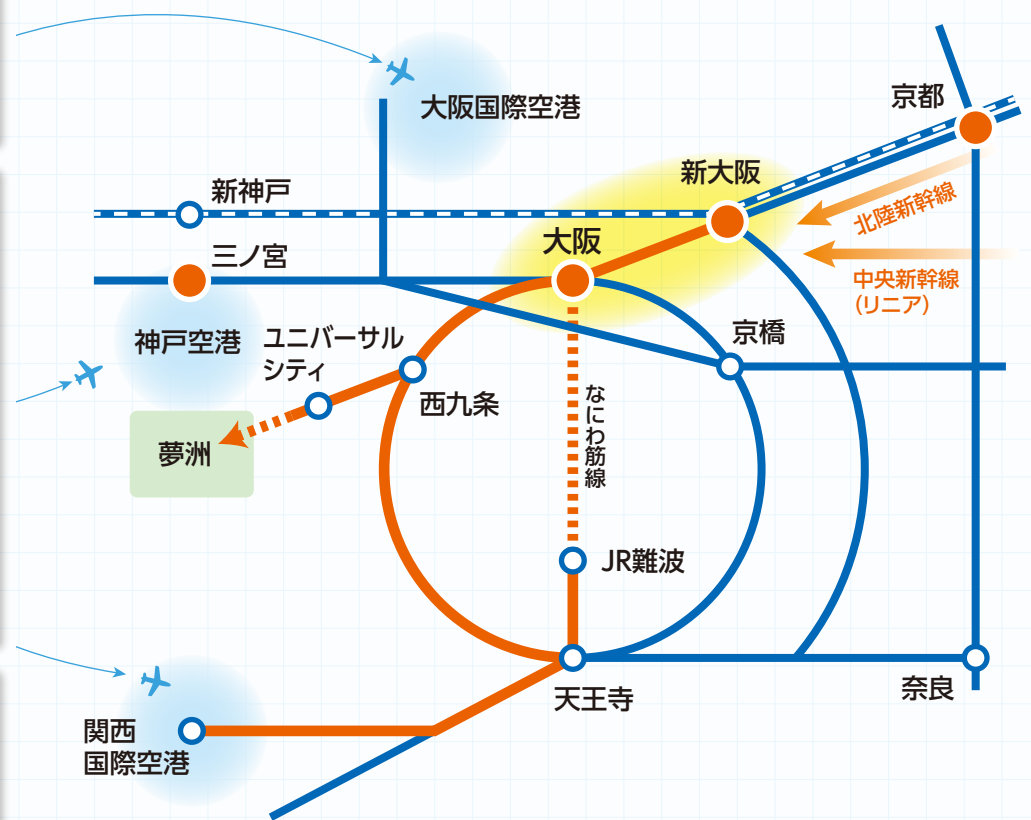 大阪国際空港
京都
新大阪
新神戸
北陸新幹線
大阪
三ノ宮
中央新幹線
（リニア）
神戸空港
ユニバーサル
シティ
京橋
西九条
なにわ筋線
夢洲
JR難波
天王寺
奈良
関西
国際空港